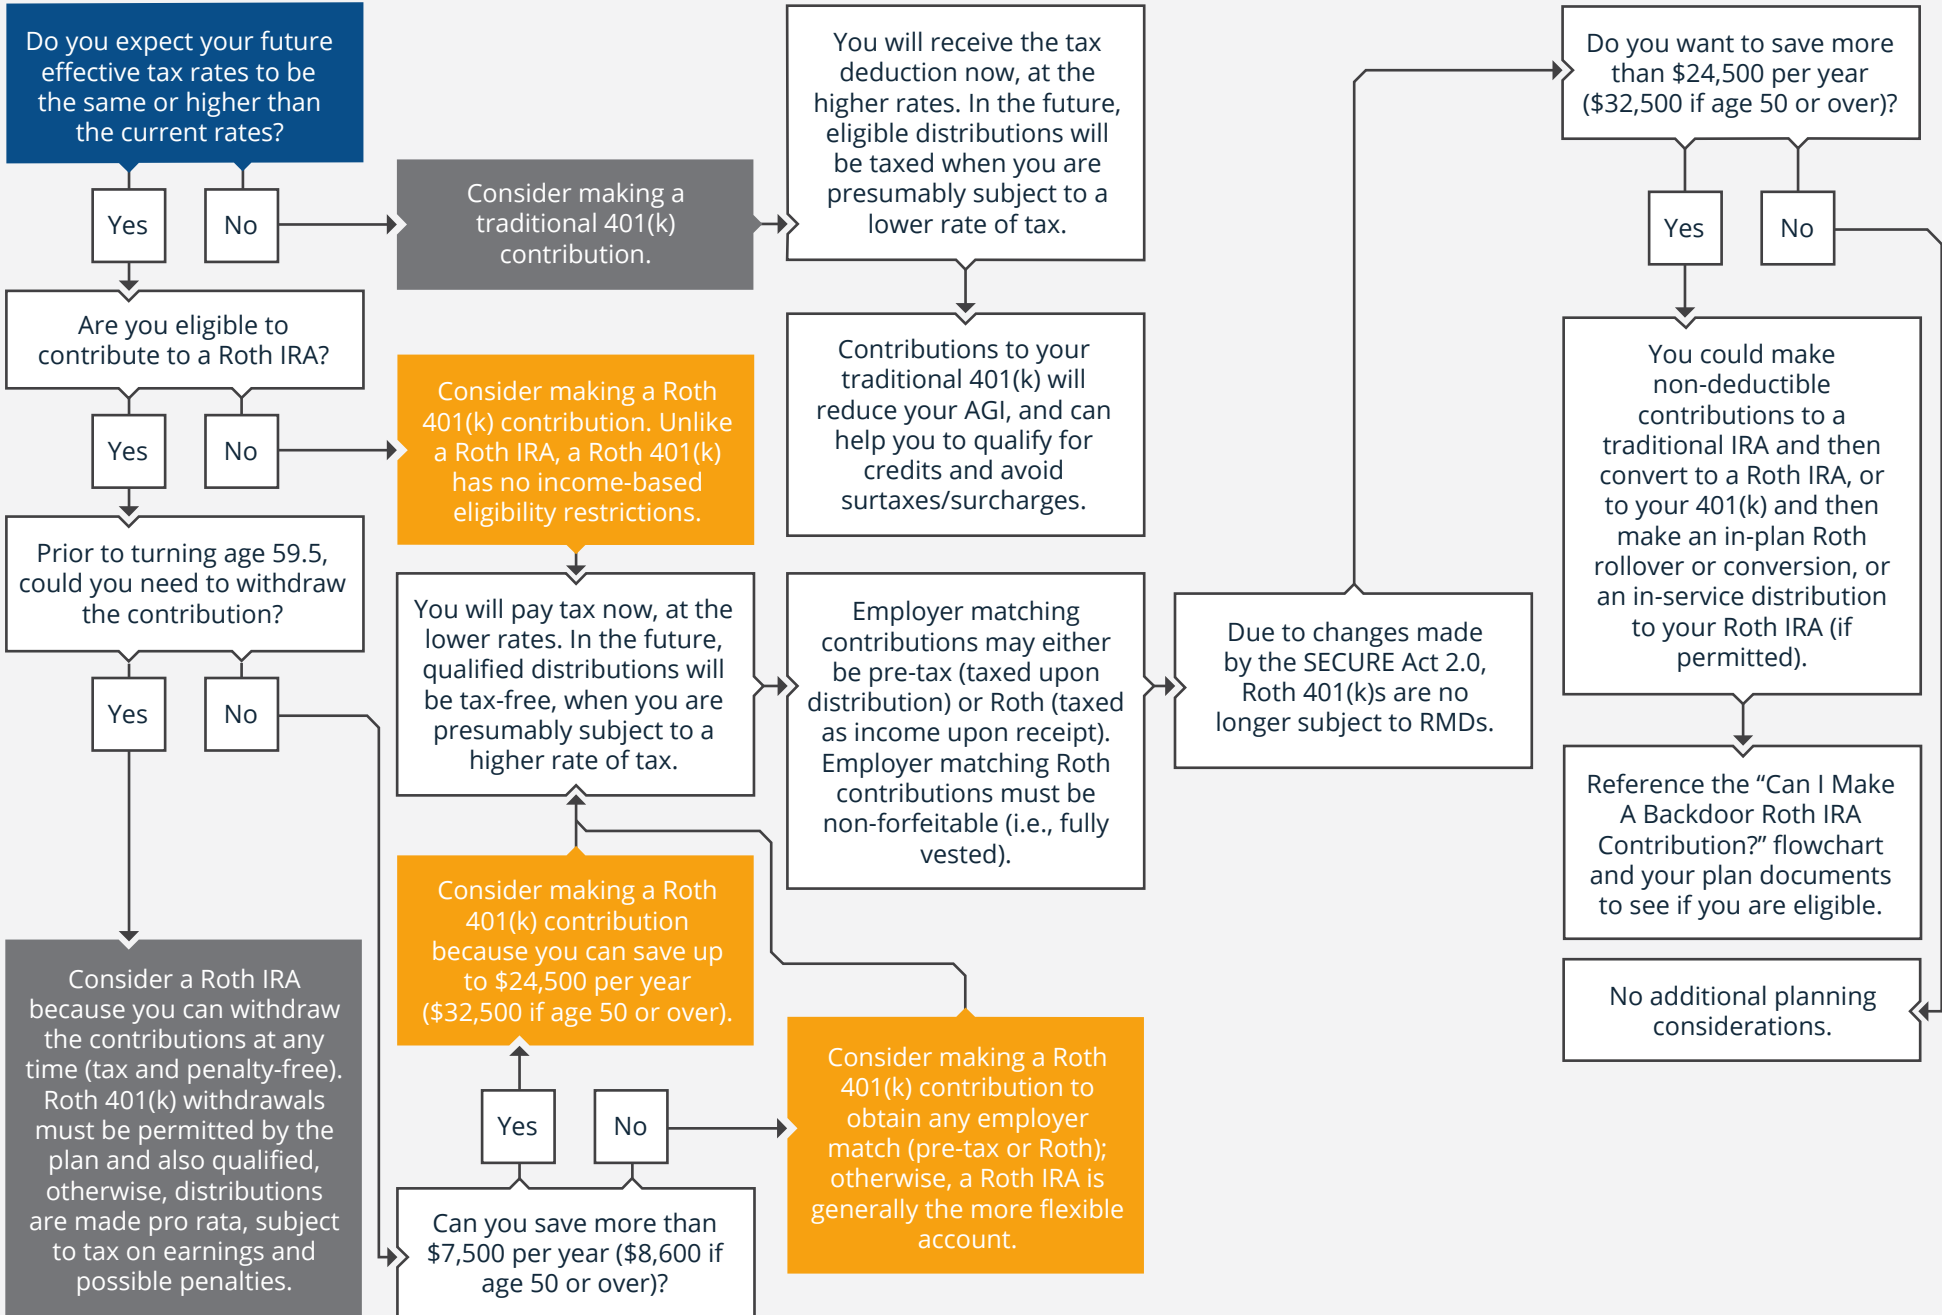 Do you expect your future
effective tax rates to be
the same or higher than
the current rates?
Yes
No
Are you eligible to
contribute to a Roth IRA?
Yes
No
Prior to turning age 59.5,
could you need to withdraw
the contribution?
Yes
No
Consider a Roth IRA
because you can withdraw
the contributions at any
time (tax and penalty-free).
Roth 401(k) withdrawals
must be permitted by the
plan and also qualified,
otherwise, distributions
are made pro rata, subject
to tax on earnings and
possible penalties.
Consider making a
traditional 401(k)
contribution.
Consider making a Roth
401(k) contribution. Unlike
a Roth IRA, a Roth 401(k)
has no income-based
eligibility restrictions.
You will pay tax now, at the
lower rates. In the future,
qualified distributions will
be tax-free, when you are
presumably subject to a
higher rate of tax.
Consider making a Roth
401(k) contribution
because you can save up
to $24,500 per year
($32,500 if age 50 or over).
Yes
No
Can you save more than
$7,500 per year ($8,600 if
age 50 or over)?
You will receive the tax
deduction now, at the
higher rates. In the future,
eligible distributions will
be taxed when you are
presumably subject to a
lower rate of tax.
Contributions to your
traditional 401(k) will
reduce your AGI, and can
help you to qualify for
credits and avoid
surtaxes/surcharges.
Employer matching
contributions may either
be pre-tax (taxed upon
distribution) or Roth (taxed
as income upon receipt).
Employer matching Roth
contributions must be
non-forfeitable (i.e., fully
vested).
Consider making a Roth
401(k) contribution to
obtain any employer
match (pre-tax or Roth);
otherwise, a Roth IRA is
generally the more flexible
account.
Due to changes made
by the SECURE Act 2.0,
Roth 401(k)s are no
longer subject to RMDs.
Do you want to save more
than $24,500 per year
($32,500 if age 50 or over)?
Yes
No
You could make
non-deductible
contributions to a
traditional IRA and then
convert to a Roth IRA, or
to your 401(k) and then
make an in-plan Roth
rollover or conversion, or
an in-service distribution
to your Roth IRA (if
permitted).
Reference the “Can I Make
A Backdoor Roth IRA
Contribution?” flowchart
and your plan documents
to see if you are eligible.
No additional planning
considerations.